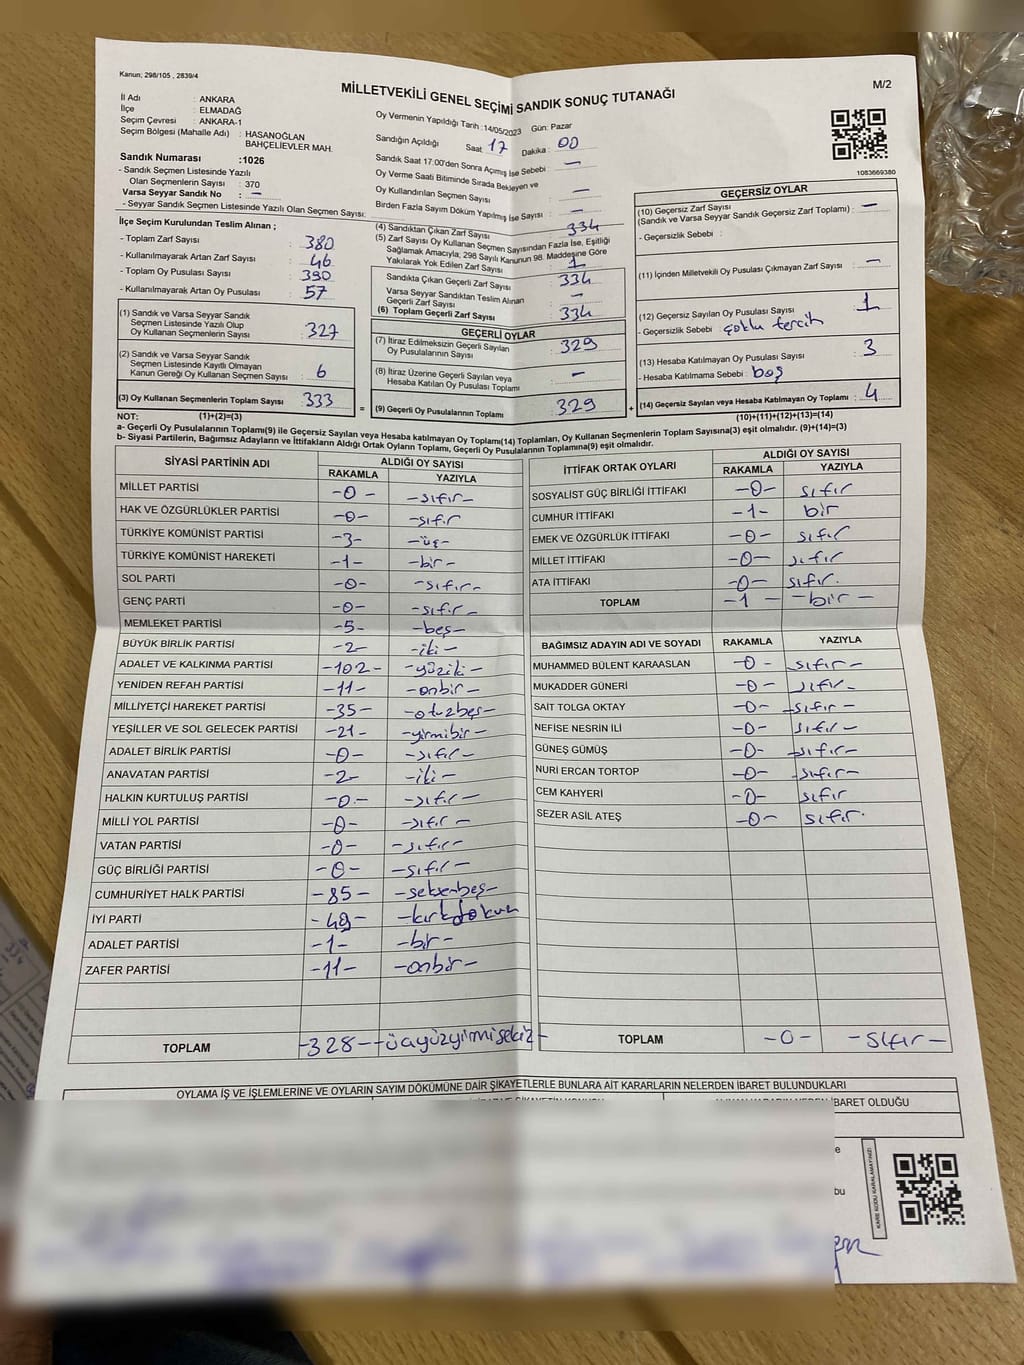 Kanun; 298/105 , 2839/4
MİLLETVEKİLİ GENEL SEÇİMİ SANDIK SONUÇ TUTANAĞI
M/2
İl Adı : ANKARA
İlçe : ELMADAĞ
Seçim Çevresi : ANKARA-1
Seçim Bölgesi (Mahalle Adı) : HASANOĞLAN
BAHÇELİEVLER MAH.
Sandık Numarası :1026
- Sandık Seçmen Listesinde Yazılı
Olan Seçmenlerin Sayısı : 370
Varsa Seyyar Sandık No : -
- Seyyar Sandık Seçmen Listesinde Yazılı Olan Seçmen Sayısı:
Oy Vermenin Yapıldığı Tarih :14/05/2023 Gün: Pazar
Sandığın Açıldığı Saat 17 Dakika : 00
Sandık Saat 17:00'den Sonra Açılmış İse Sebebi : -
Oy Verme Saati Bitiminde Sırada Bekleyen ve
Oy Kullandırılan Seçmen Sayısı : -
Birden Fazla Sayım Döküm Yapılmış İse Sayısı : -
1083669380
İlçe Seçim Kurulundan Teslim Alınan ;
- Toplam Zarf Sayısı : 380
- Kullanılmayarak Artan Zarf Sayısı : 46
- Toplam Oy Pusulası Sayısı : 390
- Kullanılmayarak Artan Oy Pusulası : 57
(1) Sandık ve Varsa Seyyar Sandık
Seçmen Listesinde Yazılı Olup
Oy Kullanan Seçmenlerin Sayısı : 327
(2) Sandık ve Varsa Seyyar Sandık
Seçmen Listesinde Kayıtlı Olmayan
Kanun Gereği Oy Kullanan Seçmen Sayısı : 6
(3) Oy Kullanan Seçmenlerin Toplam Sayısı : 333
(4) Sandıktan Çıkan Zarf Sayısı : 334
(5) Zarf Sayısı Oy Kullanan Seçmen Sayısından Fazla İse, Eşitliği
Sağlamak Amacıyla; 298 Sayılı Kanunun 98. Maddesine Göre
Yakılarak Yok Edilen Zarf Sayısı : 1
Sandıkta Çıkan Geçerli Zarf Sayısı : 334
Varsa Seyyar Sandıktan Teslim Alınan
Geçerli Zarf Sayısı : -
(6) Toplam Geçerli Zarf Sayısı : 334
GEÇERLİ OYLAR
(7) İtiraz Edilmeksizin Geçerli Sayılan
Oy Pusulalarının Sayısı : 329
(8) İtiraz Üzerine Geçerli Sayılan veya
Hesaba Katılan Oy Pusulası Toplamı : -
= (9) Geçerli Oy Pusulalarının Toplamı : 329
GEÇERSİZ OYLAR
(10) Geçersiz Zarf Sayısı
(Sandık ve Varsa Seyyar Sandık Geçersiz Zarf Toplamı) : -
- Geçersizlik Sebebi :
(11) İçinden Milletvekili Oy Pusulası Çıkmayan Zarf Sayısı : -
(12) Geçersiz Sayılan Oy Pusulası Sayısı : 1
- Geçersizlik Sebebi : çoklu tercih
(13) Hesaba Katılmayan Oy Pusulası Sayısı : 3
- Hesaba Katılmama Sebebi : boş
+ (14) Geçersiz Sayılan veya Hesaba Katılmayan Oy Toplamı : 4
NOT: (1)+(2)=(3) (10)+(11)+(12)+(13)=(14)
a- Geçerli Oy Pusulalarının Toplamı(9) ile Geçersiz Sayılan veya Hesaba katılmayan Oy Toplamı(14) Toplamları, Oy Kullanan Seçmenlerin Toplam Sayısına(3) eşit olmalıdır. (9)+(14)=(3)
b- Siyasi Partilerin, Bağımsız Adayların ve İttifakların Aldığı Ortak Oyların Toplamı, Geçerli Oy Pusulalarının Toplamına(9) eşit olmalıdır.
SİYASİ PARTİNİN ADI ALDIĞI OY SAYISI
RAKAMLA YAZIYLA
MİLLET PARTİSİ -0- -sıfır-
HAK VE ÖZGÜRLÜKLER PARTİSİ -0- -sıfır
TÜRKİYE KOMÜNİST PARTİSİ -3- -üç-
TÜRKİYE KOMÜNİST HAREKETİ -1- -bir-
SOL PARTİ -0- -sıfır-
GENÇ PARTİ -0- -sıfır-
MEMLEKET PARTİSİ -5- -beş-
BÜYÜK BİRLİK PARTİSİ -2- -iki-
ADALET VE KALKINMA PARTİSİ -102- -yüziki-
YENİDEN REFAH PARTİSİ -11- -onbir-
MİLLİYETÇİ HAREKET PARTİSİ -35- -otuzbeş-
YEŞİLLER VE SOL GELECEK PARTİSİ -21- -yirmibir-
ADALET BİRLİK PARTİSİ -0- -sıfır-
ANAVATAN PARTİSİ -2- -iki-
HALKIN KURTULUŞ PARTİSİ -0- -sıfır-
MİLLİ YOL PARTİSİ -0- -sıfır-
VATAN PARTİSİ -0- -sıfır-
GÜÇ BİRLİĞİ PARTİSİ -0- -sıfır-
CUMHURİYET HALK PARTİSİ -85- -seksenbeş-
İYİ PARTİ -49- -kırkdokuz
ADALET PARTİSİ -1- -bir-
ZAFER PARTİSİ -11- -onbir-
TOPLAM -328- -üçyüzyirmisekiz-
İTTİFAK ORTAK OYLARI ALDIĞI OY SAYISI
RAKAMLA YAZIYLA
SOSYALİST GÜÇ BİRLİĞİ İTTİFAKI -0- sıfır
CUMHUR İTTİFAKI -1- bir
EMEK VE ÖZGÜRLÜK İTTİFAKI -0- sıfır
MİLLET İTTİFAKI -0- sıfır
ATA İTTİFAKI -0- sıfır.
TOPLAM -1- -bir-
BAĞIMSIZ ADAYIN ADI VE SOYADI RAKAMLA YAZIYLA
MUHAMMED BÜLENT KARAASLAN -0- sıfır-
MUKADDER GÜNERİ -0- sıfır-
SAİT TOLGA OKTAY -0- -sıfır-
NEFİSE NESRİN İLİ -0- sıfır-
GÜNEŞ GÜMÜŞ -0- -sıfır-
NURİ ERCAN TORTOP -0- -sıfır-
CEM KAHYERİ -0- sıfır
SEZER ASİL ATEŞ -0- sıfır.
TOPLAM -0- -sıfır-
OYLAMA İŞ VE İŞLEMLERİNE VE OYLARIN SAYIM DÖKÜMÜNE DAİR ŞİKAYETLERLE BUNLARA AİT KARARLARIN NELERDEN İBARET BULUNDUKLARI
İBARET OLDUĞU
KARE KODU KARALAMAYINIZ!